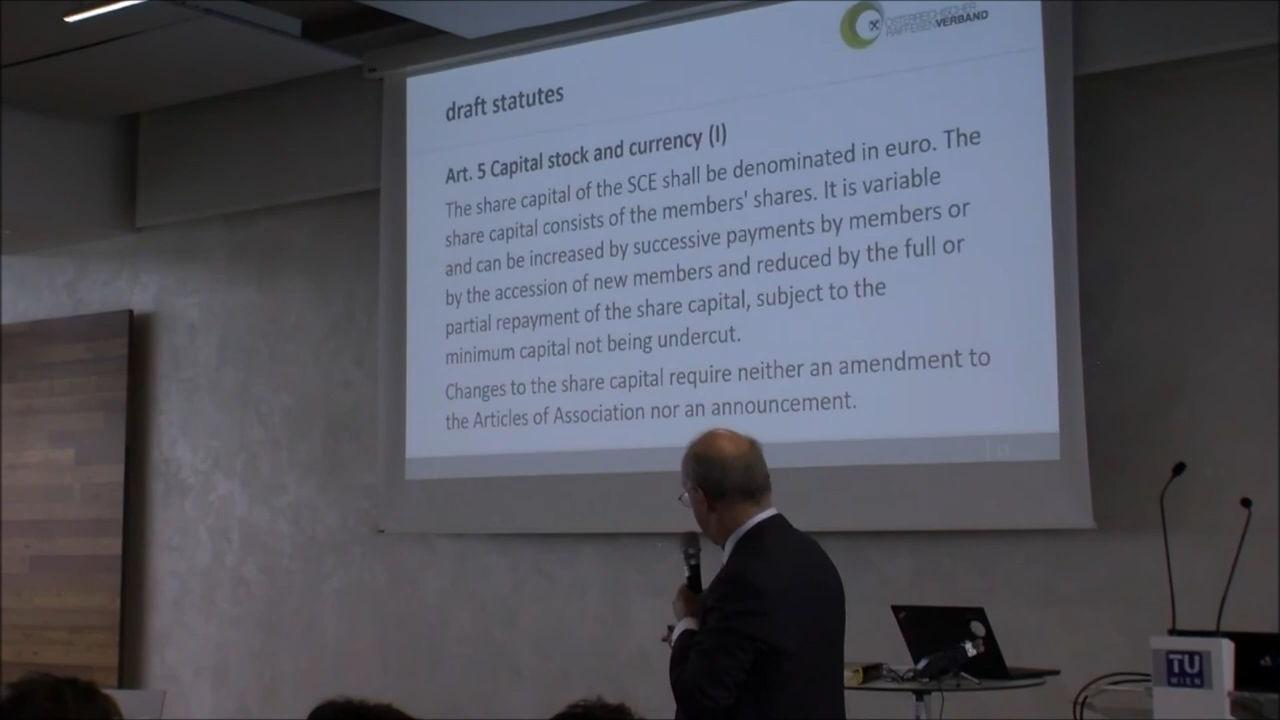 ÖSTERREICHISCHER
RAIFFEISENVERBAND
draft statutes
Art. 5 Capital stock and currency (I)
The share capital of the SCE shall be denominated in euro. The
share capital consists of the members' shares. It is variable
and can be increased by successive payments by members or
by the accession of new members and reduced by the full or
partial repayment of the share capital, subject to the
minimum capital not being undercut.
Changes to the share capital require neither an amendment to
the Articles of Association nor an announcement.
TU
WIEN